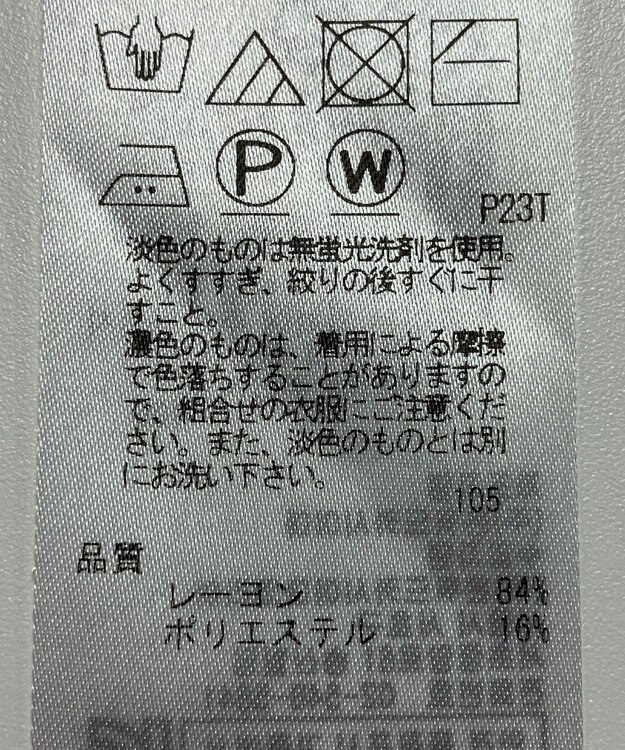 P
W
P23T
淡色のものは無蛍光洗剤を使用。
よくすすぎ、絞りの後すぐに干
すこと。
濃色のものは、着用による摩擦
で色落ちすることがありますの
で、組合せの衣服にご注意くだ
さい。また、淡色のものとは別
にお洗い下さい。
105
品質
レーヨン 84%
ポリエステル 16%